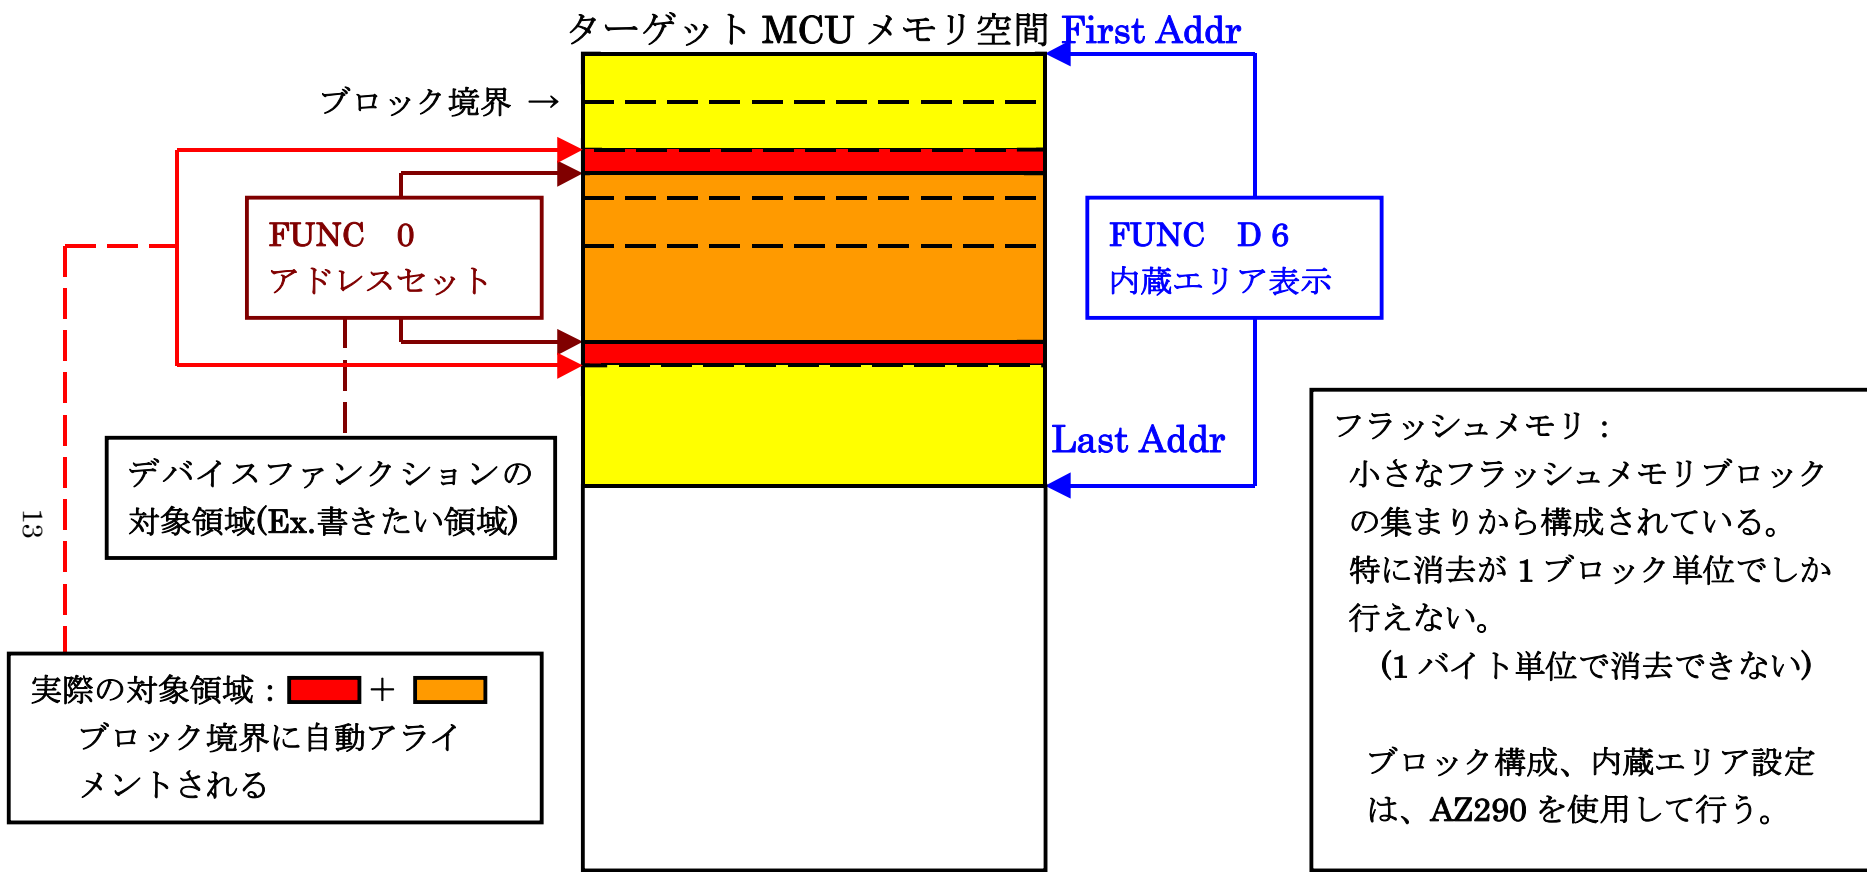 ターゲット MCU メモリ空間 First Addr
ブロック境界 →
FUNC 0
アドレスセット
FUNC D 6
内蔵エリア表示
Last Addr
デバイスファンクションの
対象領域(Ex.書きたい領域)
13
実際の対象領域： ＋
ブロック境界に自動アライ
メントされる
フラッシュメモリ：
小さなフラッシュメモリブロック
の集まりから構成されている。
特に消去が 1 ブロック単位でしか
行えない。
(1 バイト単位で消去できない)
ブロック構成、内蔵エリア設定
は、AZ290 を使用して行う。